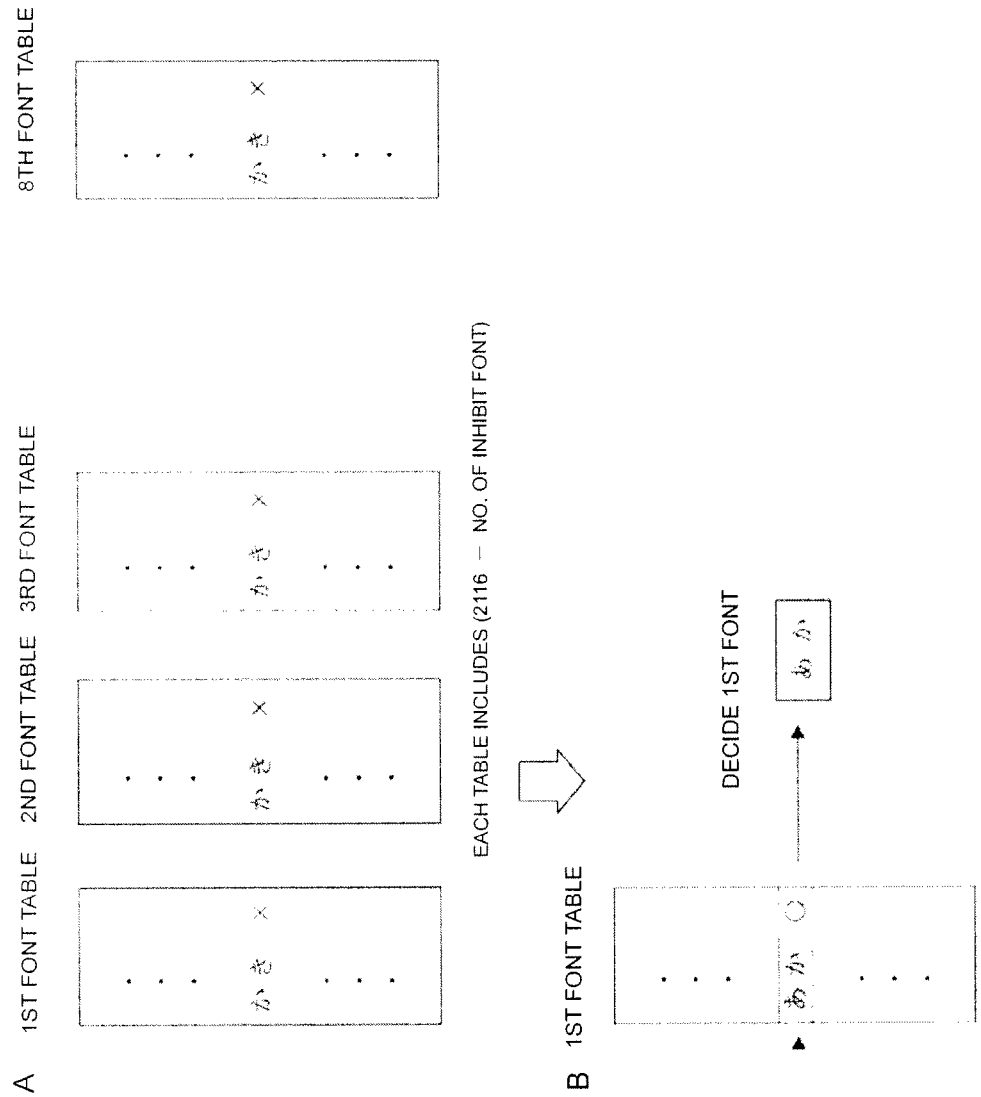 A
1ST FONT TABLE 2ND FONT TABLE 3RD FONT TABLE 8TH FONT TABLE
かき × かき × かき × かき ×
EACH TABLE INCLUDES (2116 − NO. OF INHIBIT FONT)
B
1ST FONT TABLE
DECIDE 1ST FONT
あか ○ あか